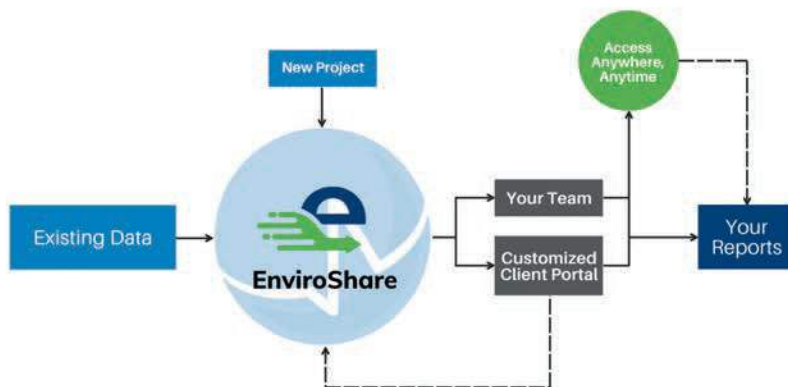 Access
Anywhere,
Anytime
New Project
Existing Data
EnviroShare
Your Team
Customized
Client Portal
Your
Reports